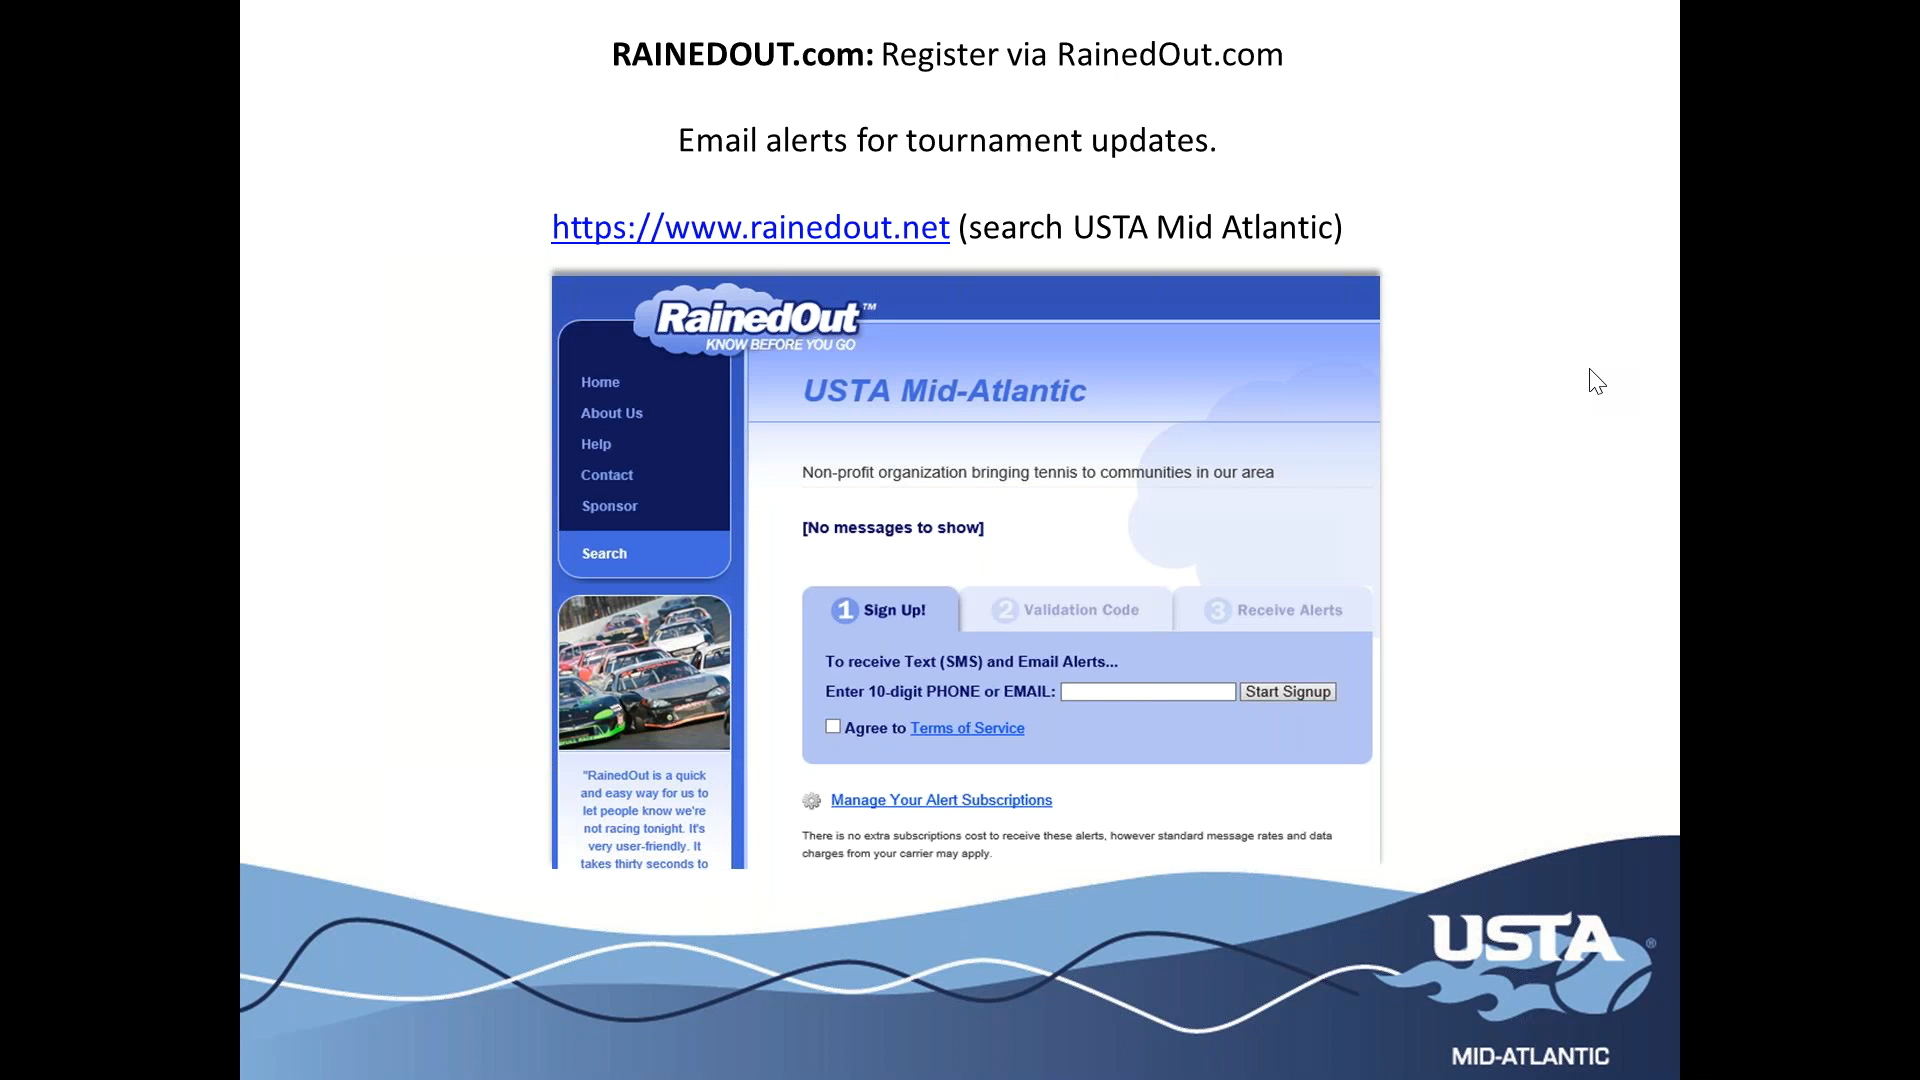 RAINEDOUT.com: Register via RainedOut.com
Email alerts for tournament updates.
https://www.rainedout.net (search USTA Mid Atlantic)
RainedOut™
KNOW BEFORE YOU GO
Home
About Us
Help
Contact
Sponsor
Search
"RainedOut is a quick
and easy way for us to
let people know we're
not racing tonight. It's
very user-friendly. It
takes thirty seconds to
USTA Mid-Atlantic
Non-profit organization bringing tennis to communities in our area
[No messages to show]
1 Sign Up! 2 Validation Code 3 Receive Alerts
To receive Text (SMS) and Email Alerts...
Enter 10-digit PHONE or EMAIL: Start Signup
Agree to Terms of Service
Manage Your Alert Subscriptions
There is no extra subscriptions cost to receive these alerts, however standard message rates and data
charges from your carrier may apply.
USTA®
MID-ATLANTIC